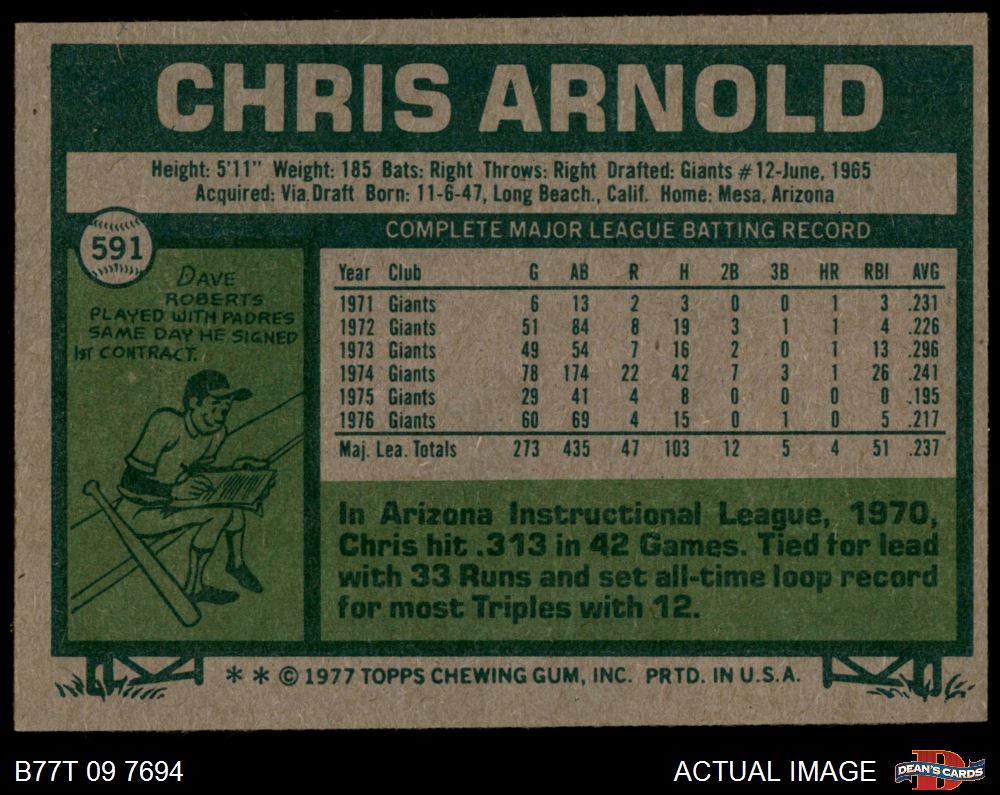 CHRIS ARNOLD
Height: 5'11" Weight: 185 Bats: Right Throws: Right Drafted: Giants #12-June, 1965
Acquired: Via Draft Born: 11-6-47, Long Beach., Calif. Home: Mesa, Arizona
591
COMPLETE MAJOR LEAGUE BATTING RECORD
DAVE
ROBERTS
PLAYED WITH PADRES
SAME DAY HE SIGNED
1ST CONTRACT.
Year Club G AB R H 2B 3B HR RBI AVG
1971 Giants 6 13 2 3 0 0 1 3 .231
1972 Giants 51 84 8 19 3 1 1 4 .226
1973 Giants 49 54 7 16 2 0 1 13 .296
1974 Giants 78 174 22 42 7 3 1 26 .241
1975 Giants 29 41 4 8 0 0 0 0 .195
1976 Giants 60 69 4 15 0 1 0 5 .217
Maj. Lea. Totals 273 435 47 103 12 5 4 51 .237
In Arizona Instructional League, 1970,
Chris hit .313 in 42 Games. Tied for lead
with 33 Runs and set all-time loop record
for most Triples with 12.
* * © 1977 TOPPS CHEWING GUM, INC. PRTD. IN U.S.A.
B77T 09 7694
ACTUAL IMAGE
D
DEAN'S CARDS